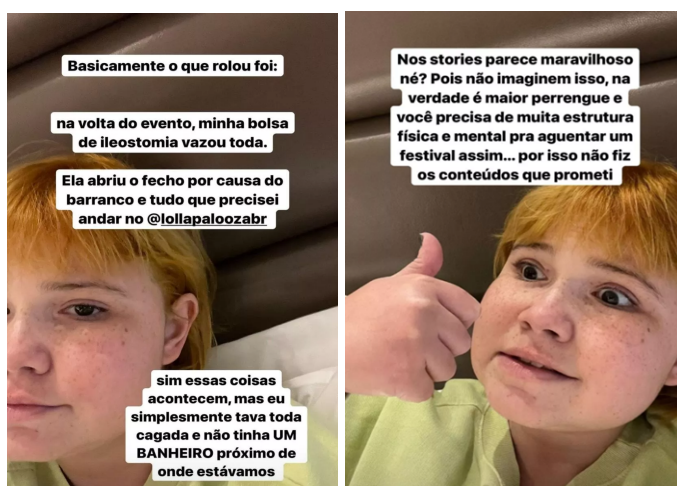 Basicamente o que rolou foi:
na volta do evento, minha bolsa
de ileostomia vazou toda.
Ela abriu o fecho por causa do
barranco e tudo que precisei
andar no @lollapaloozabr
sim essas coisas
acontecem, mas eu
simplesmente tava toda
cagada e não tinha UM
BANHEIRO próximo de
onde estávamos
Nos stories parece maravilhoso
né? Pois não imaginem isso, na
verdade é maior perrengue e
você precisa de muita estrutura
física e mental pra aguentar um
festival assim... por isso não fiz
os conteúdos que prometi